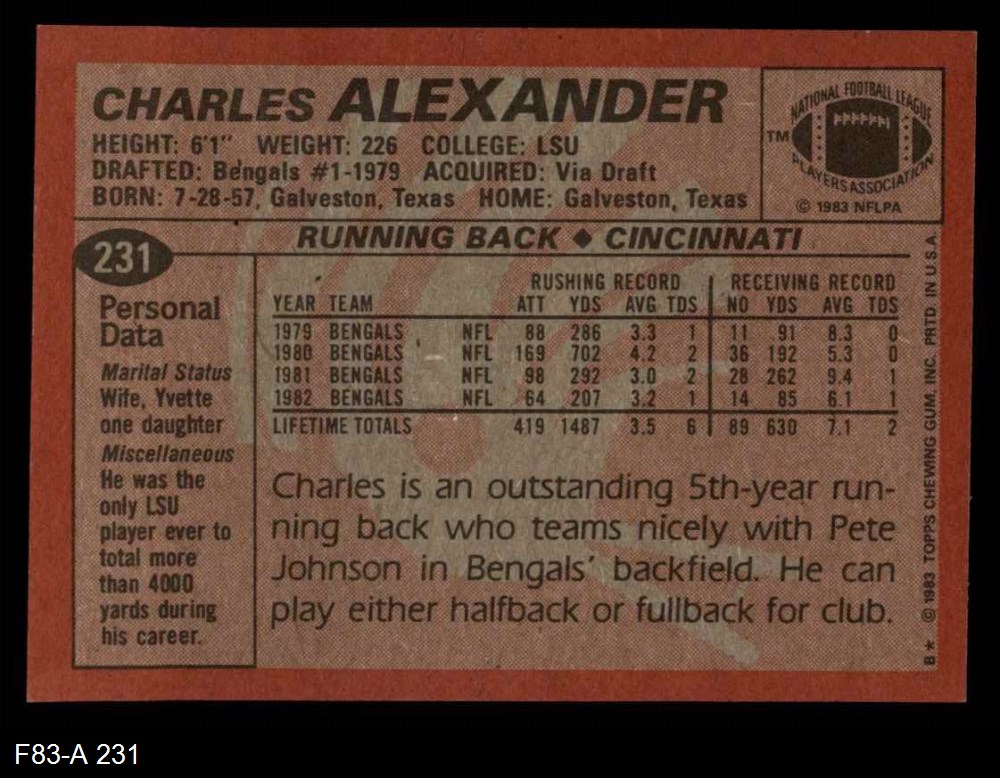 CHARLES ALEXANDER
HEIGHT: 6'1" WEIGHT: 226 COLLEGE: LSU
DRAFTED: Bengals #1-1979 ACQUIRED: Via Draft
BORN: 7-28-57, Galveston, Texas HOME: Galveston, Texas
NATIONAL FOOTBALL LEAGUE
TM
PLAYERS ASSOCIATION
© 1983 NFLPA
231
RUNNING BACK ◆ CINCINNATI
Personal
Data
Marital Status
Wife, Yvette
one daughter
Miscellaneous
He was the
only LSU
player ever to
total more
than 4000
yards during
his career.
RUSHING RECORD RECEIVING RECORD
YEAR TEAM ATT YDS AVG TDS NO YDS AVG TDS
1979 BENGALS NFL 88 286 3.3 1 11 91 8.3 0
1980 BENGALS NFL 169 702 4.2 2 36 192 5.3 0
1981 BENGALS NFL 98 292 3.0 2 28 262 9.4 1
1982 BENGALS NFL 64 207 3.2 1 14 85 6.1 1
LIFETIME TOTALS 419 1487 3.5 6 89 630 7.1 2
Charles is an outstanding 5th-year run-
ning back who teams nicely with Pete
Johnson in Bengals' backfield. He can
play either halfback or fullback for club.
B* © 1983 TOPPS CHEWING GUM, INC. PRTD. IN U.S.A.
F83-A 231